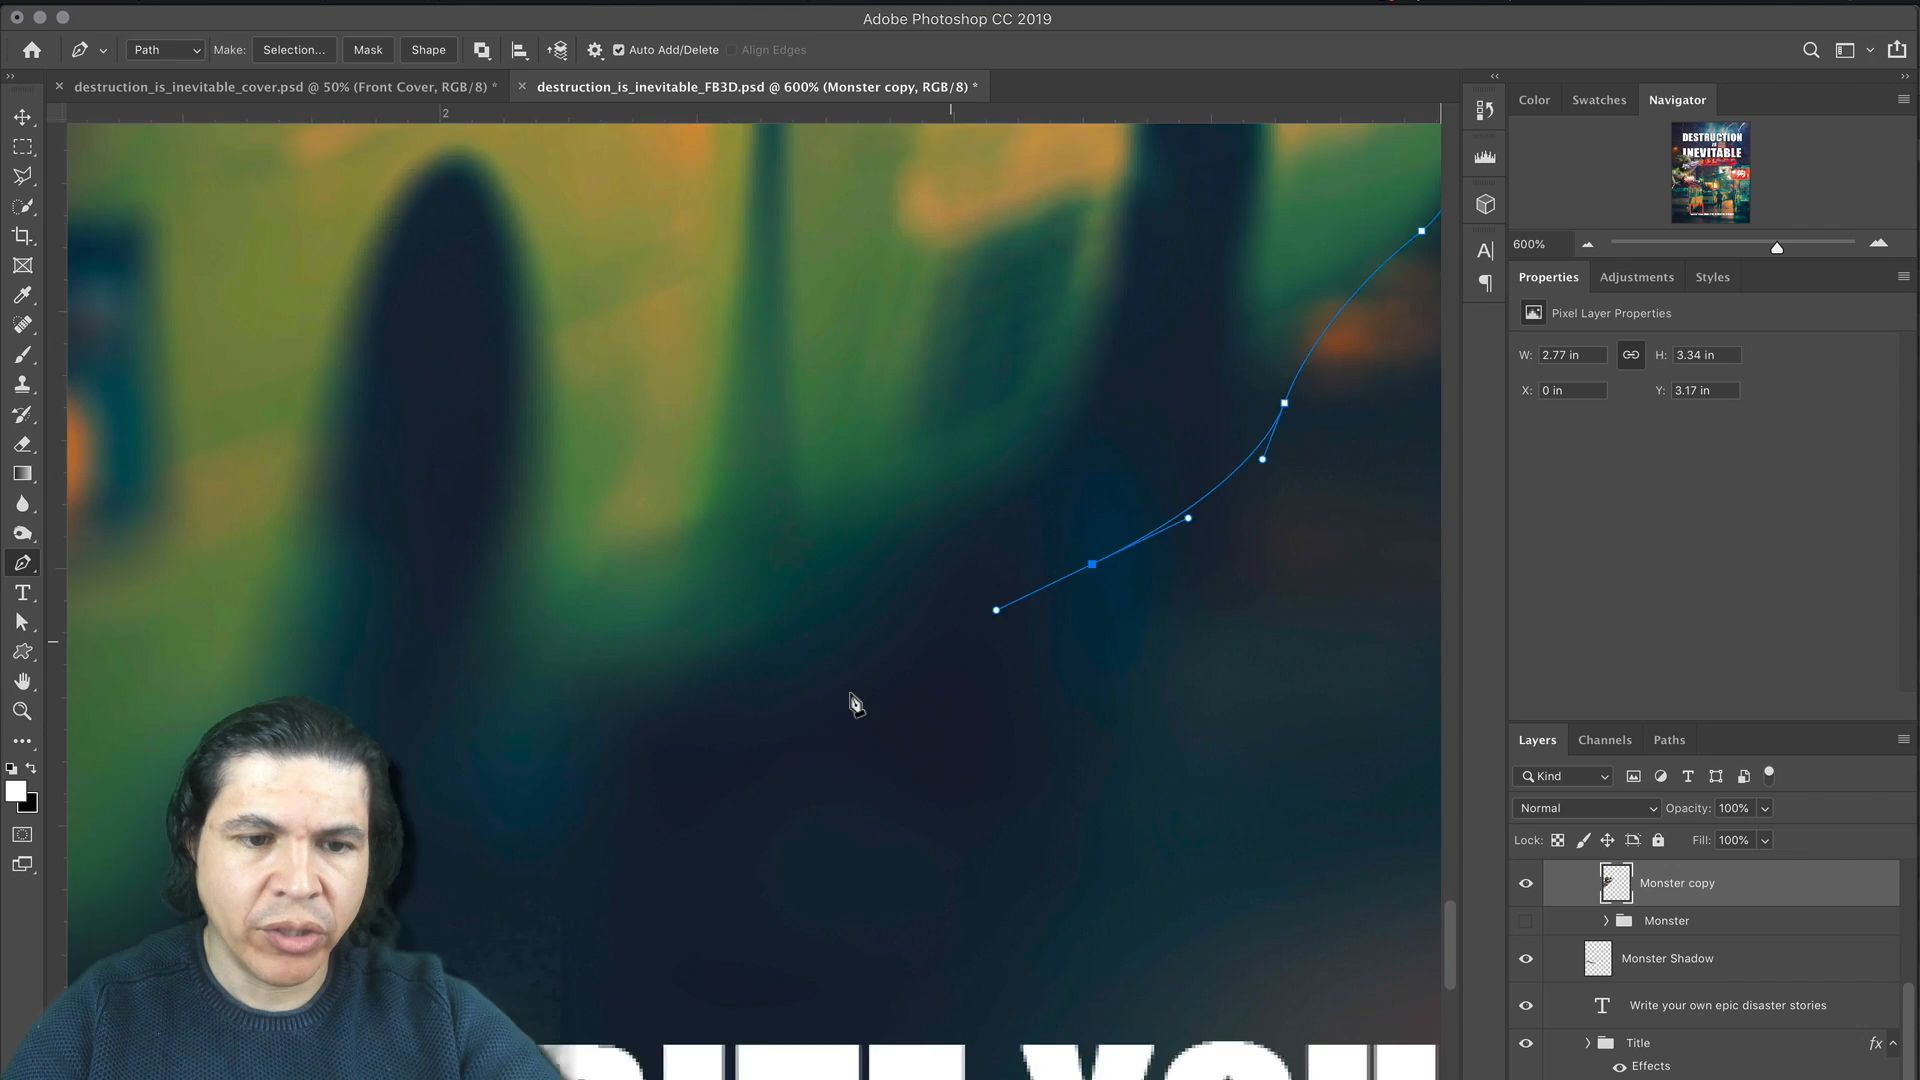 Adobe Photoshop CC 2019
Path Make: Selection... Mask Shape Auto Add/Delete Align Edges
destruction_is_inevitable_cover.psd @ 50% (Front Cover, RGB/8) * destruction_is_inevitable_FB3D.psd @ 600% (Monster copy, RGB/8) *
2
Color Swatches Navigator
DESTRUCTION
INEVITABLE
600%
Properties Adjustments Styles
Pixel Layer Properties
W: 2.77 in H: 3.34 in
X: 0 in Y: 3.17 in
Layers Channels Paths
Kind
Normal Opacity: 100%
Lock: Fill: 100%
Monster copy
Monster
Monster Shadow
Write your own epic disaster stories
Title fx
Effects
YOU